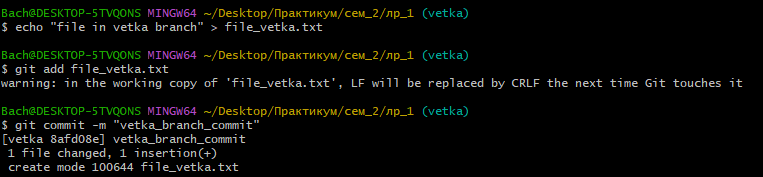 Bach@DESKTOP-5TVQONS MINGW64 ~/Desktop/Практикум/сем_2/лр_1 (vetka)
$ echo "file in vetka branch" > file_vetka.txt
Bach@DESKTOP-5TVQONS MINGW64 ~/Desktop/Практикум/сем_2/лр_1 (vetka)
$ git add file_vetka.txt
warning: in the working copy of 'file_vetka.txt', LF will be replaced by CRLF the next time Git touches it
Bach@DESKTOP-5TVQONS MINGW64 ~/Desktop/Практикум/сем_2/лр_1 (vetka)
$ git commit -m "vetka_branch_commit"
[vetka 8afd08e] vetka_branch_commit
1 file changed, 1 insertion(+)
create mode 100644 file_vetka.txt